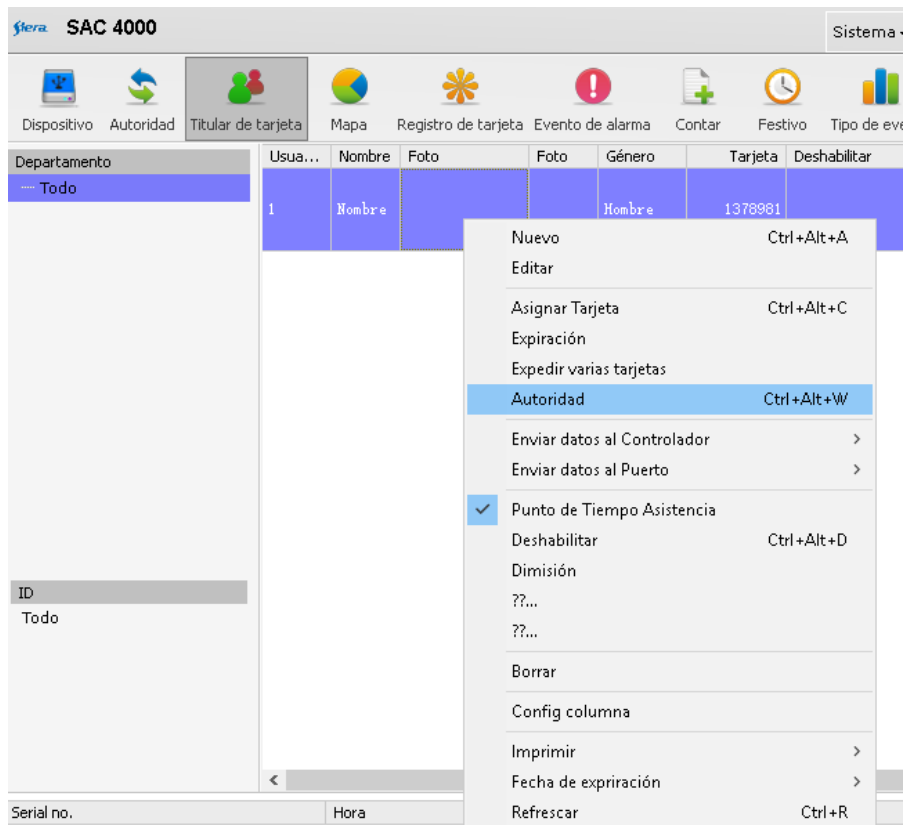 sfera SAC 4000
Sistema
Dispositivo Autoridad Titular de tarjeta Mapa Registro de tarjeta Evento de alarma Contar Festivo Tipo de eve
Departamento Usua... Nombre Foto Foto Género Tarjeta Deshabilitar
Todo
1 Nombre Hombre 1378981
Nuevo Ctrl+Alt+A
Editar
Asignar Tarjeta Ctrl+Alt+C
Expiración
Expedir varias tarjetas
Autoridad Ctrl+Alt+W
Enviar datos al Controlador >
Enviar datos al Puerto >
Punto de Tiempo Asistencia
Deshabilitar Ctrl+Alt+D
Dimisión
ID
??...
Todo
??...
Borrar
Config columna
Imprimir >
Fecha de expriración >
Serial no. Hora Refrescar Ctrl+R